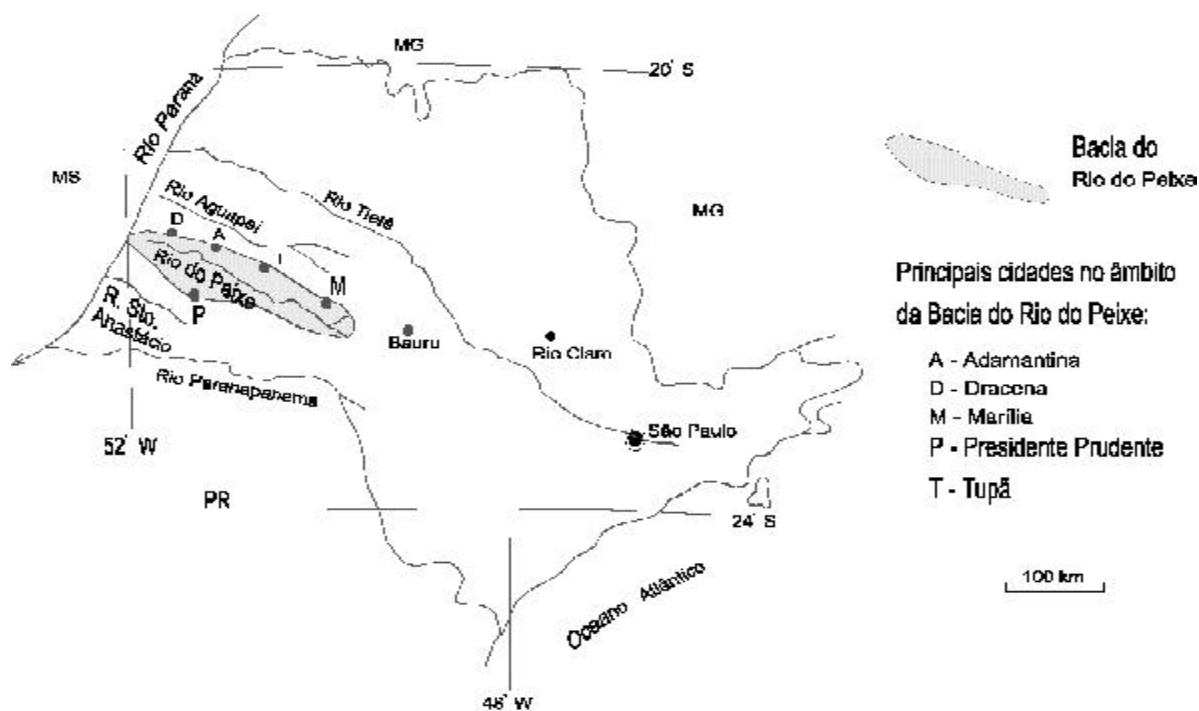 MG
20° S
Rio Parana
MS
Rio Tietê
Rio Aguapeí
MG
D
A
T
Rio do Peixe
M
P
R. Sto.
Anastácio
Bauru
Rio Claro
Rio Paranapanema
São Paulo
52° W
PR
24° S
Oceano Atlântico
48° W
Bacia do
Rio do Peixe
Principais cidades no âmbito
da Bacia do Rio do Peixe:
A - Adamantina
D - Dracena
M - Marília
P - Presidente Prudente
T - Tupã
100 km